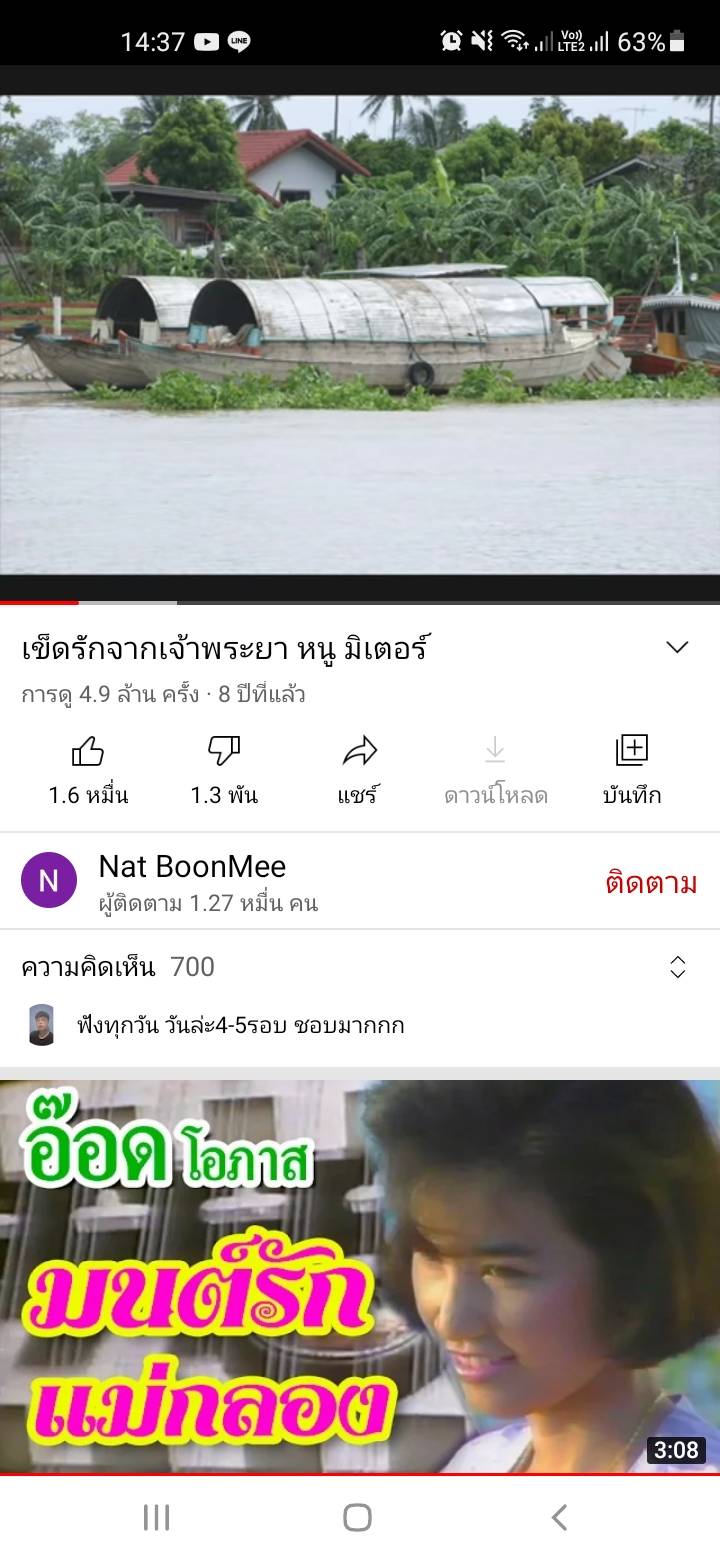 14:37 LINE Vo)) LTE2 63%
เข็ดรักจากเจ้าพระยา หนู มิเตอร์
การดู 4.9 ล้าน ครั้ง · 8 ปีที่แล้ว
1.6 หมื่น 1.3 พัน แชร์ ดาวน์โหลด บันทึก
N Nat BoonMee ติดตาม
ผู้ติดตาม 1.27 หมื่น คน
ความคิดเห็น 700
ฟังทุกวัน วันล่ะ4-5รอบ ชอบมากกก
อ๊อด โอภาส
มนต์รัก
แม่กลอง
3:08